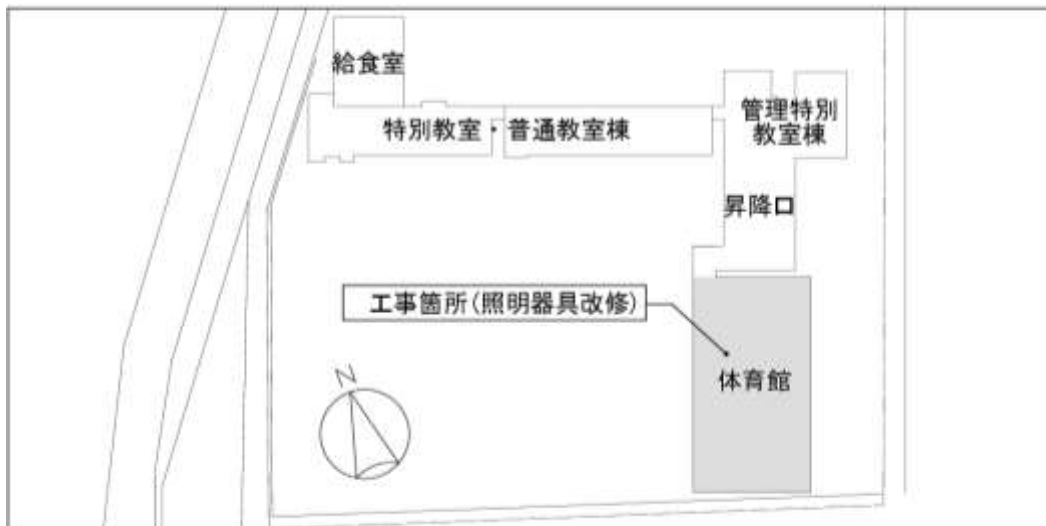 給食室
特別教室・普通教室棟
管理特別
教室棟
昇降口
工事箇所(照明器具改修)
体育館
N